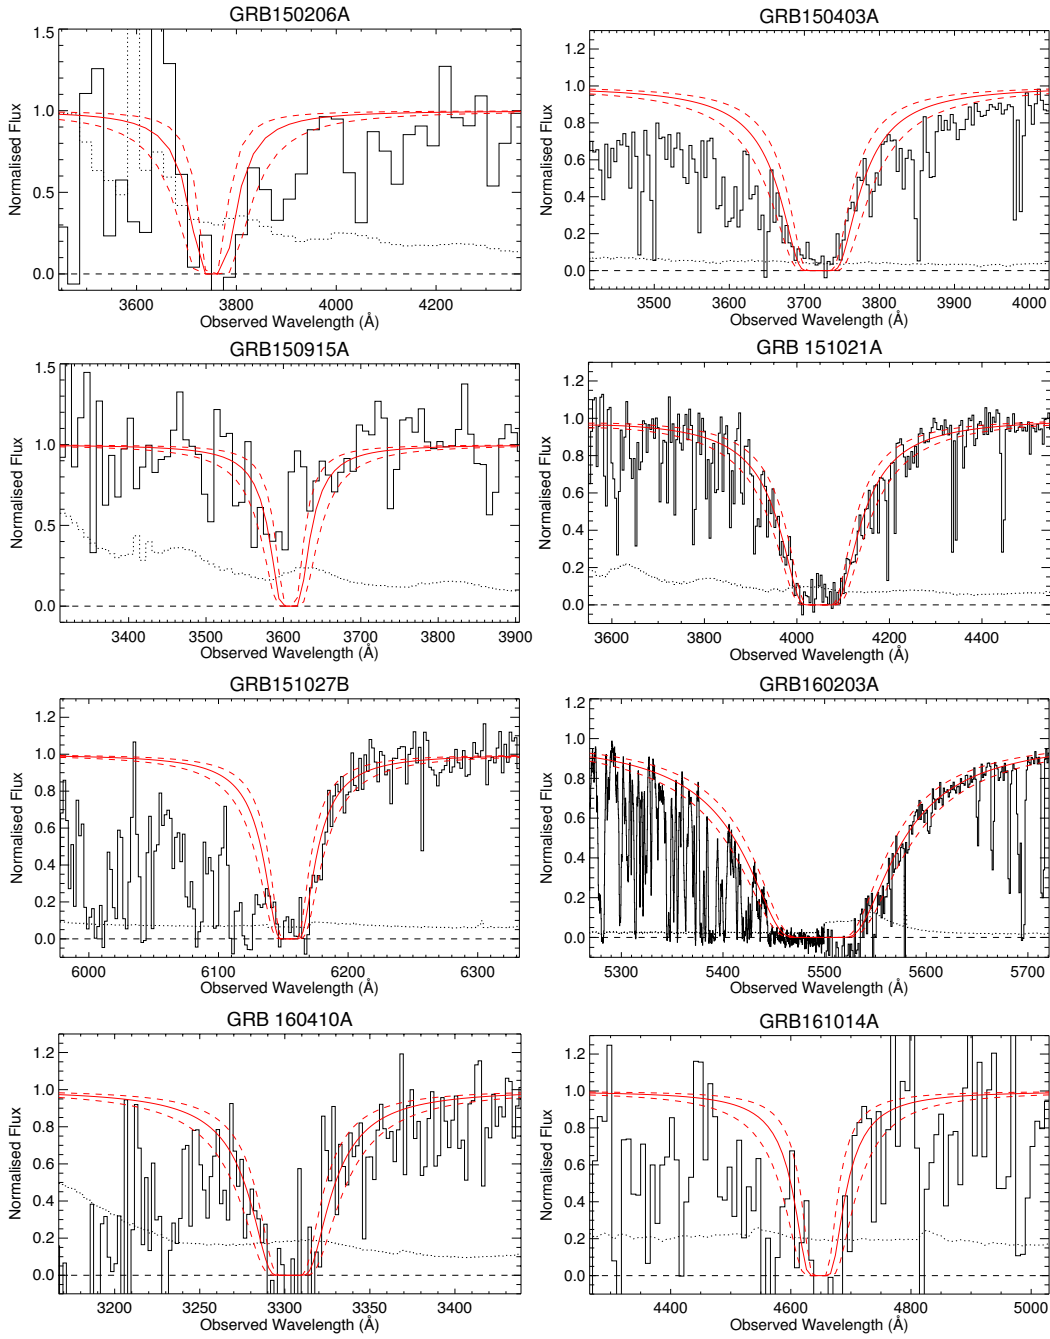 GRB150206A
1.5
1.0
0.5
0.0
Normalised Flux
3600 3800 4000 4200
Observed Wavelength (Å)
GRB150403A
1.2
1.0
0.8
0.6
0.4
0.2
0.0
Normalised Flux
3500 3600 3700 3800 3900 4000
Observed Wavelength (Å)
GRB150915A
1.5
1.0
0.5
0.0
Normalised Flux
3400 3500 3600 3700 3800 3900
Observed Wavelength (Å)
GRB 151021A
1.2
1.0
0.8
0.6
0.4
0.2
0.0
Normalised Flux
3600 3800 4000 4200 4400
Observed Wavelength (Å)
GRB151027B
1.2
1.0
0.8
0.6
0.4
0.2
0.0
Normalised Flux
6000 6100 6200 6300
Observed Wavelength (Å)
GRB160203A
1.2
1.0
0.8
0.6
0.4
0.2
0.0
Normalised Flux
5300 5400 5500 5600 5700
Observed Wavelength (Å)
GRB 160410A
1.2
1.0
0.8
0.6
0.4
0.2
0.0
Normalised Flux
3200 3250 3300 3350 3400
Observed Wavelength (Å)
GRB161014A
1.2
1.0
0.8
0.6
0.4
0.2
0.0
Normalised Flux
4400 4600 4800 5000
Observed Wavelength (Å)